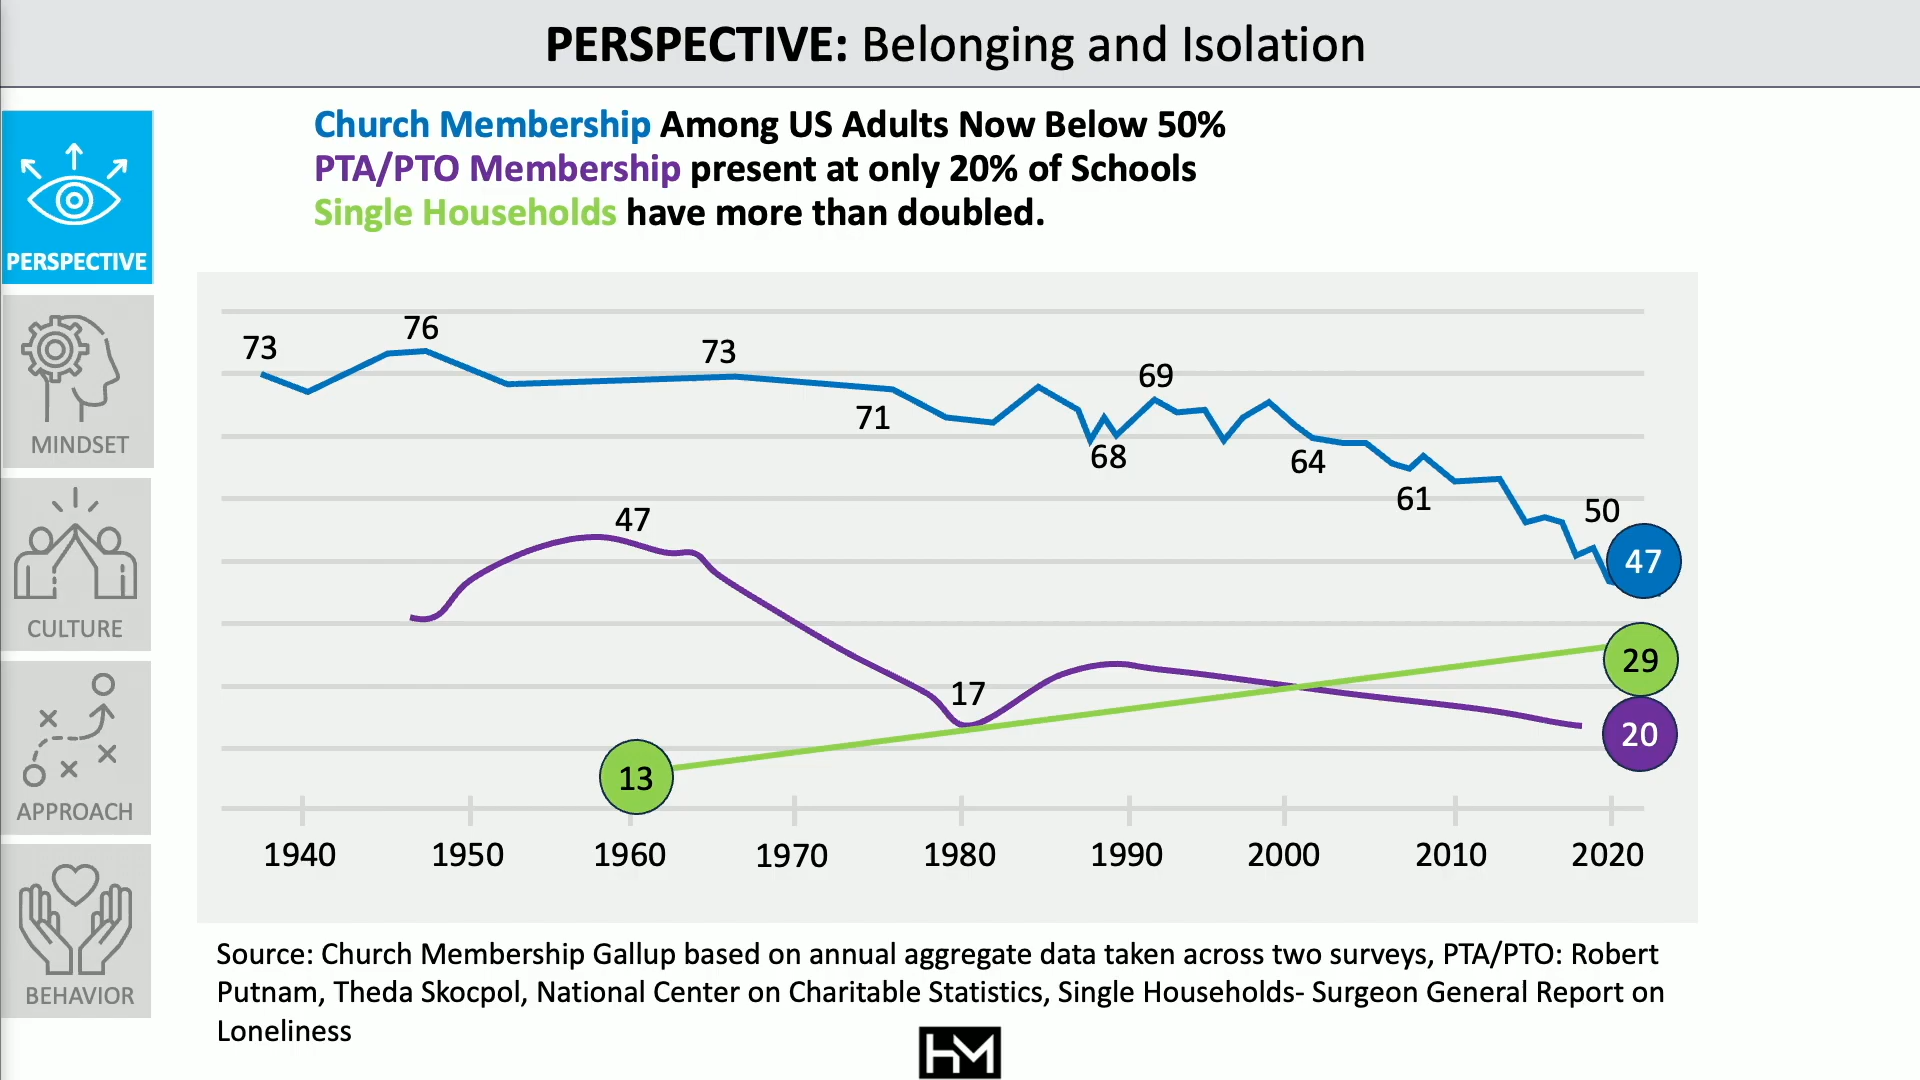 PERSPECTIVE: Belonging and Isolation
Church Membership Among US Adults Now Below 50%
PTA/PTO Membership present at only 20% of Schools
Single Households have more than doubled.
PERSPECTIVE
MINDSET
CULTURE
APPROACH
BEHAVIOR
73
76
73
71
69
68
64
61
50
47
47
17
29
20
13
1940 1950 1960 1970 1980 1990 2000 2010 2020
Source: Church Membership Gallup based on annual aggregate data taken across two surveys, PTA/PTO: Robert
Putnam, Theda Skocpol, National Center on Charitable Statistics, Single Households- Surgeon General Report on
Loneliness
hM